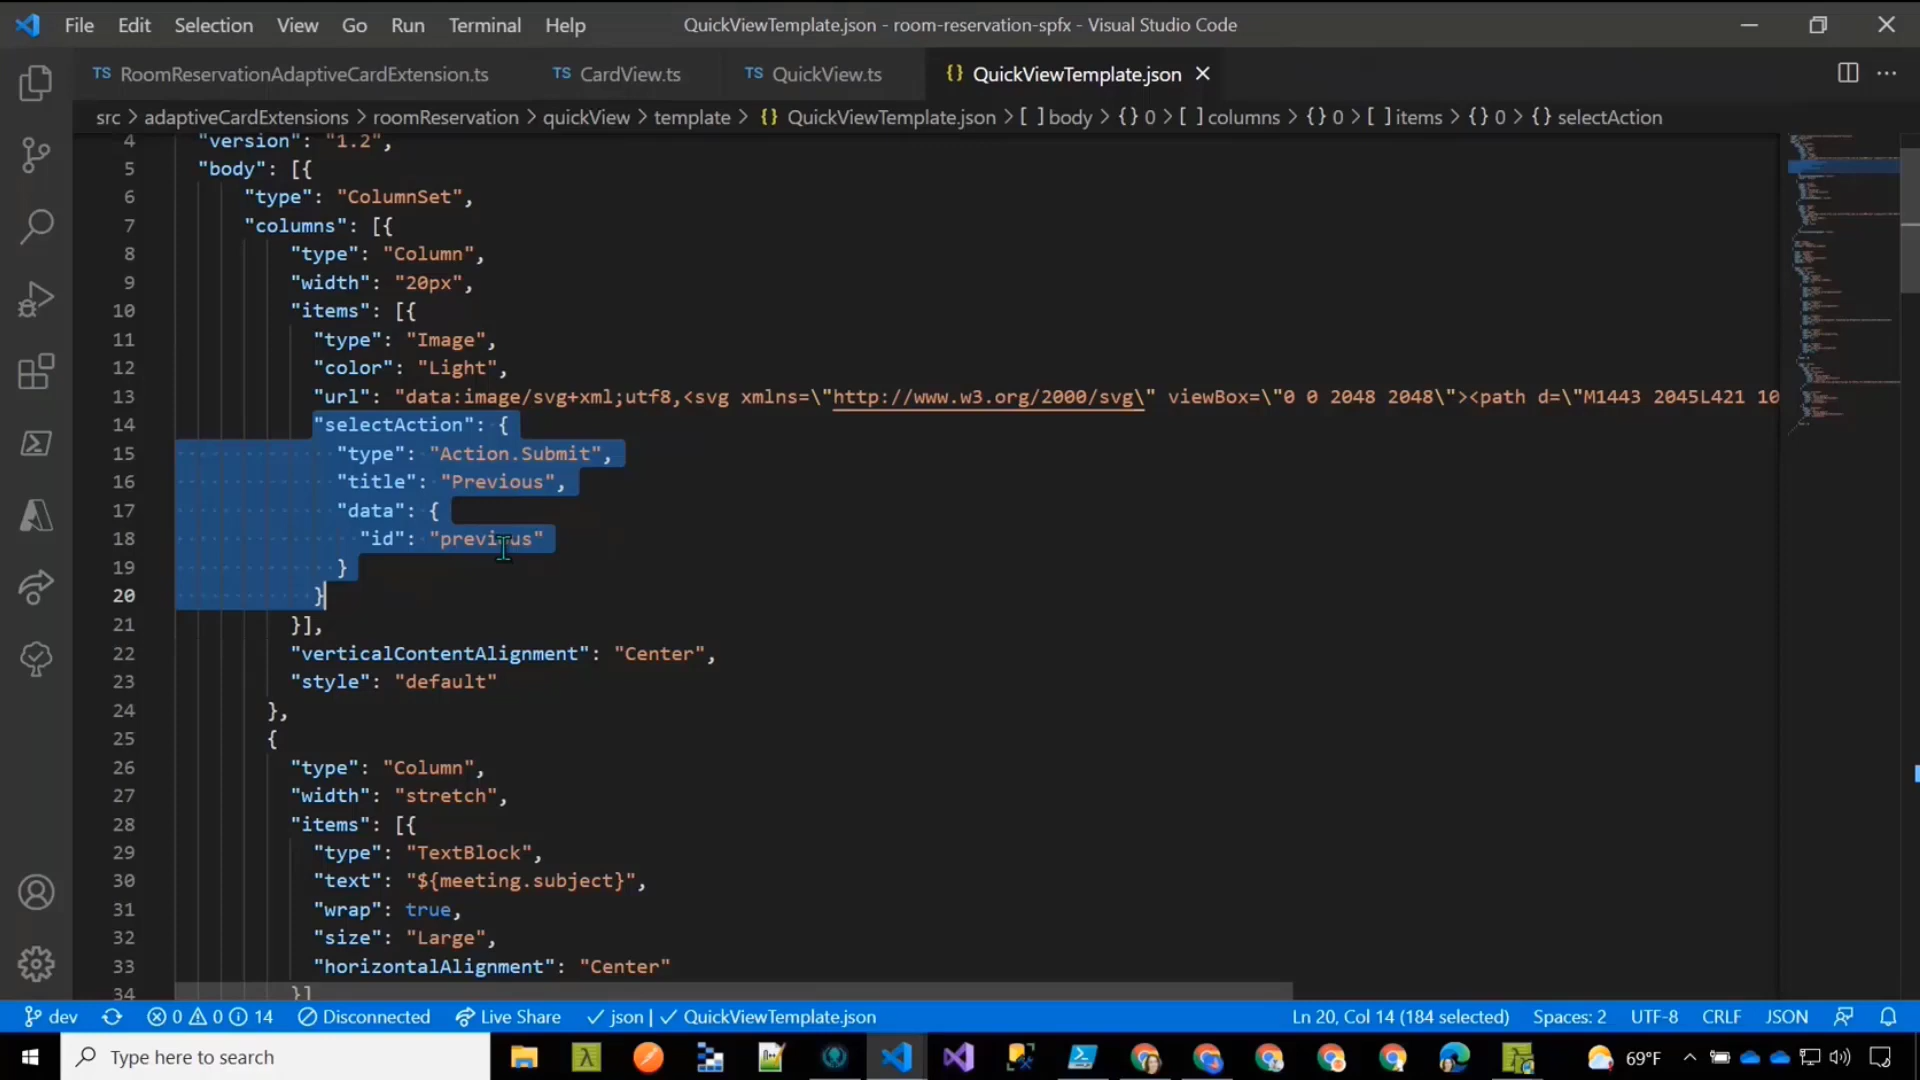 File Edit Selection View Go Run Terminal Help QuickViewTemplate.json - room-reservation-spfx - Visual Studio Code
TS RoomReservationAdaptiveCardExtension.ts TS CardView.ts TS QuickView.ts {} QuickViewTemplate.json
src > adaptiveCardExtensions > roomReservation > quickView > template > {} QuickViewTemplate.json > [ ] body > {} 0 > [ ] columns > {} 0 > [ ] items > {} 0 > {} selectAction
4 "version": "1.2",
5 "body": [{
6 "type": "ColumnSet",
7 "columns": [{
8 "type": "Column",
9 "width": "20px",
10 "items": [{
11 "type": "Image",
12 "color": "Light",
13 "url": "data:image/svg+xml;utf8,<svg xmlns=\"http://www.w3.org/2000/svg\" viewBox=\"0 0 2048 2048\"><path d=\"M1443 2045L421 10
14 "selectAction": {
15 "type": "Action.Submit",
16 "title": "Previous",
17 "data": {
18 "id": "previous"
19 }
20 }
21 }],
22 "verticalContentAlignment": "Center",
23 "style": "default"
24 },
25 {
26 "type": "Column",
27 "width": "stretch",
28 "items": [{
29 "type": "TextBlock",
30 "text": "${meeting.subject}",
31 "wrap": true,
32 "size": "Large",
33 "horizontalAlignment": "Center"
34 }]
dev 0 0 14 Disconnected Live Share ✓ json | ✓ QuickViewTemplate.json Ln 20, Col 14 (184 selected) Spaces: 2 UTF-8 CRLF JSON
Type here to search 69°F